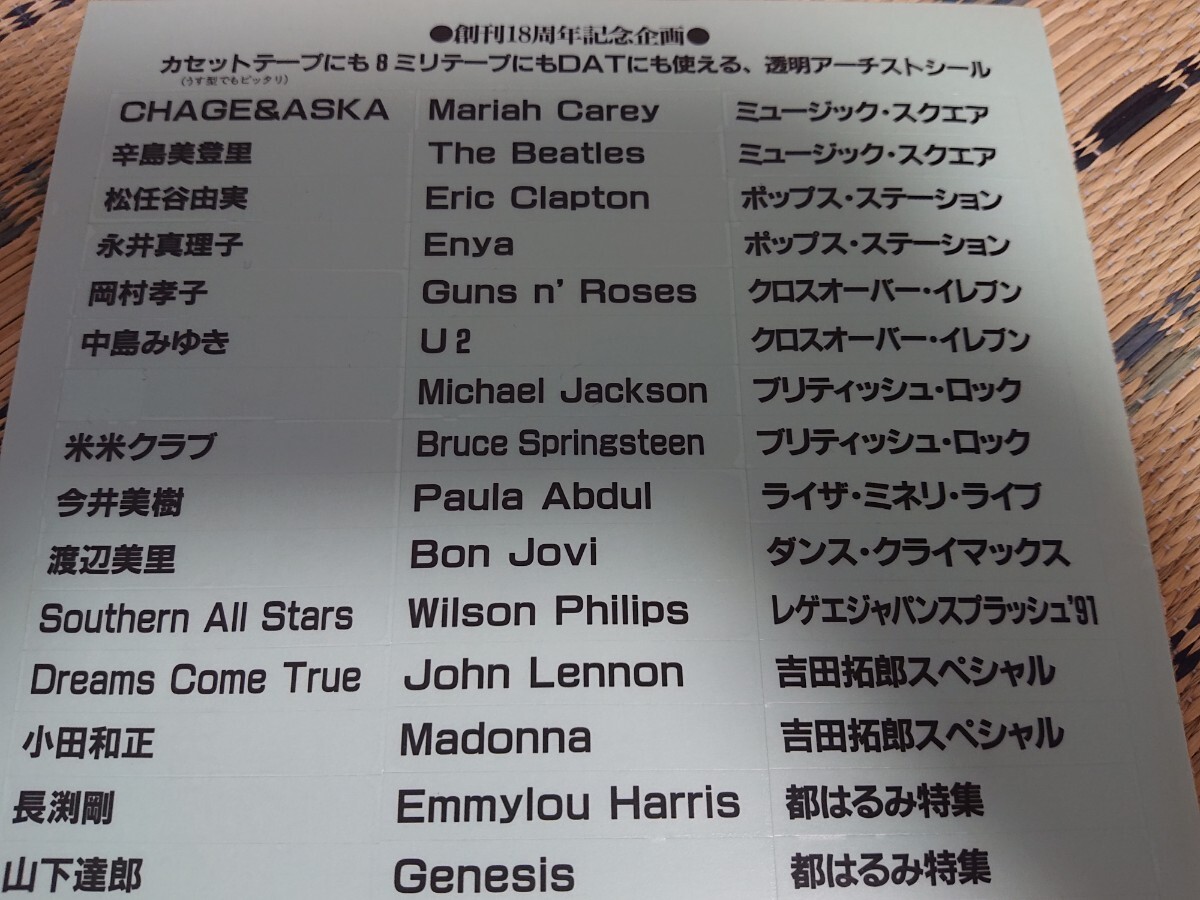 ●創刊18周年記念企画●
カセットテープにも8ミリテープにもDATにも使える、透明アーチストシール
(うす型でもピッタリ)
CHAGE&ASKA Mariah Carey ミュージック・スクエア
辛島美登里 The Beatles ミュージック・スクエア
松任谷由実 Eric Clapton ポップス・ステーション
永井真理子 Enya ポップス・ステーション
岡村孝子 Guns n' Roses クロスオーバー・イレブン
中島みゆき U2 クロスオーバー・イレブン
Michael Jackson ブリティッシュ・ロック
米米クラブ Bruce Springsteen ブリティッシュ・ロック
今井美樹 Paula Abdul ライザ・ミネリ・ライブ
渡辺美里 Bon Jovi ダンス・クライマックス
Southern All Stars Wilson Philips レゲエジャパンスプラッシュ'91
Dreams Come True John Lennon 吉田拓郎スペシャル
小田和正 Madonna 吉田拓郎スペシャル
長渕剛 Emmylou Harris 都はるみ特集
山下達郎 Genesis 都はるみ特集